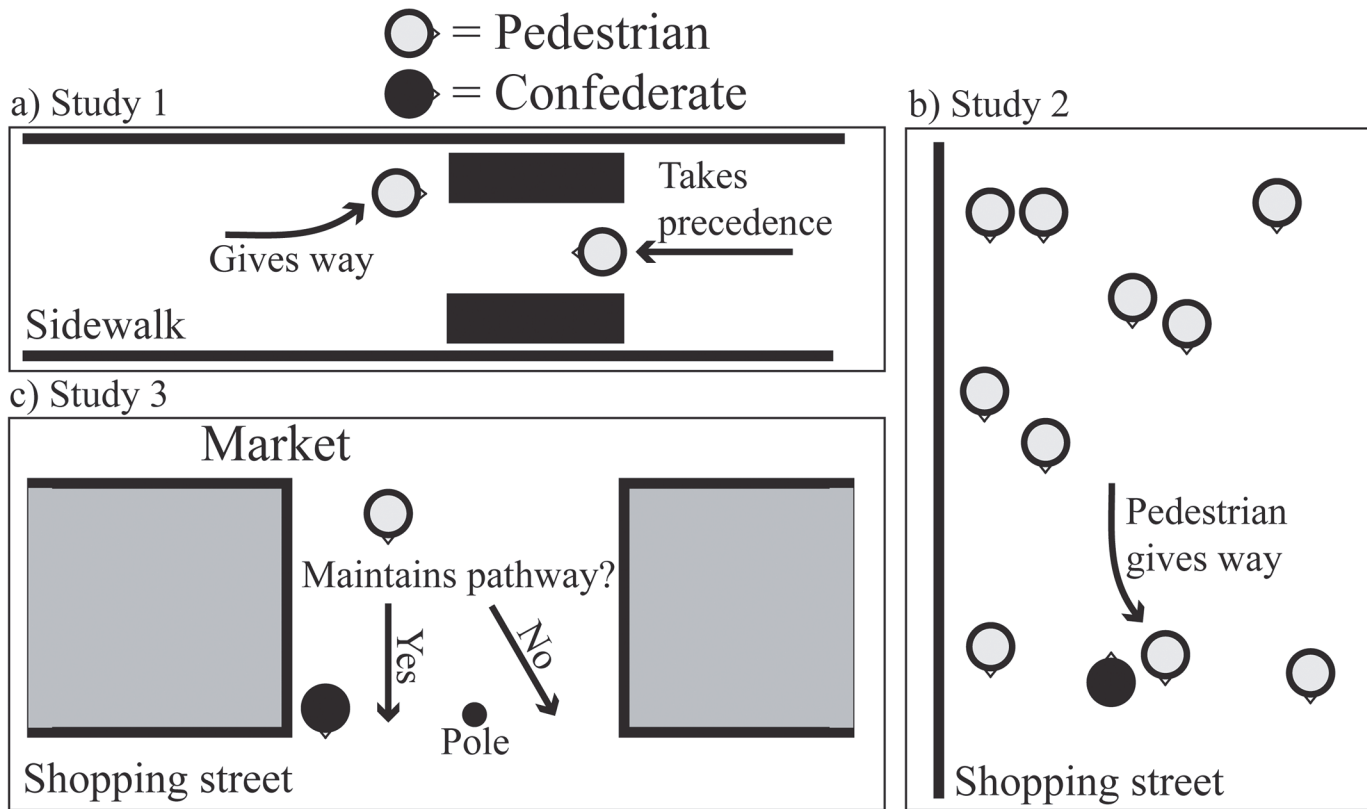 = Pedestrian
= Confederate
a) Study 1
Takes
precedence
Gives way
Sidewalk
c) Study 3
Market
Maintains pathway?
Yes
No
Pole
Shopping street
b) Study 2
Pedestrian
gives way
Shopping street